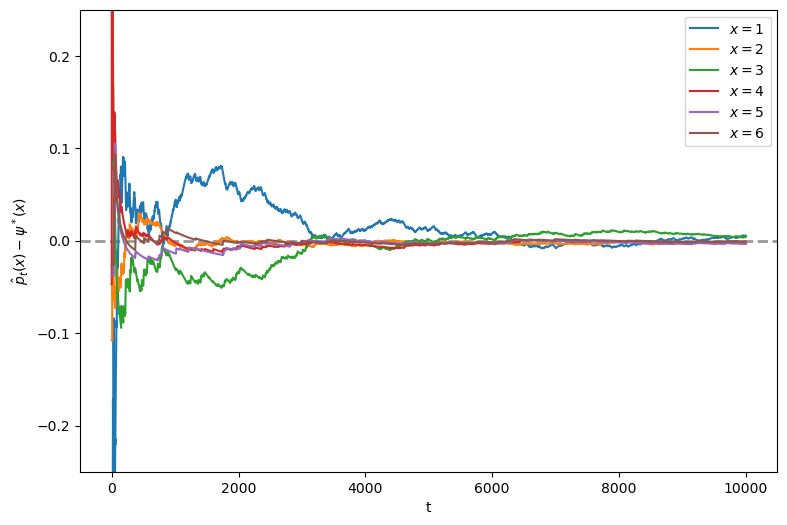 x = 1
x = 2
x = 3
x = 4
x = 5
x = 6
0.2
0.1
0.0
−0.1
−0.2
p̂ₜ(x) − ψ*(x)
0 2000 4000 6000 8000 10000
t